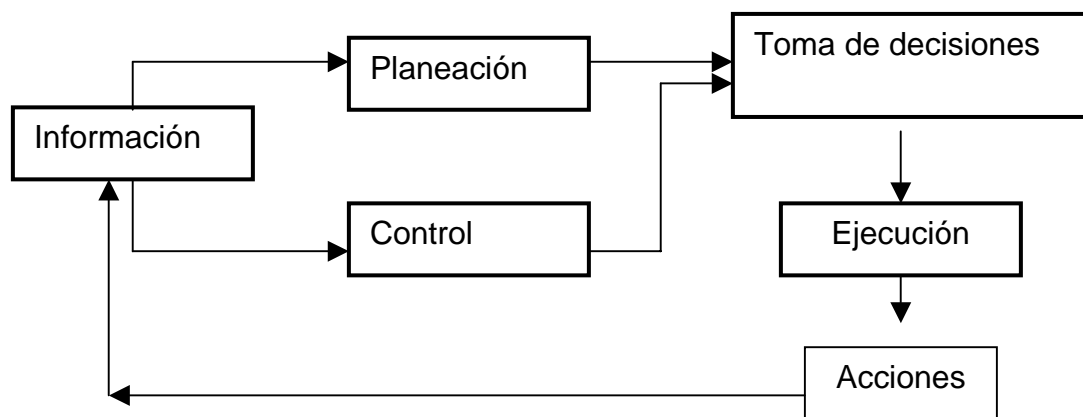 Planeación
Toma de decisiones
Información
Control
Ejecución
Acciones